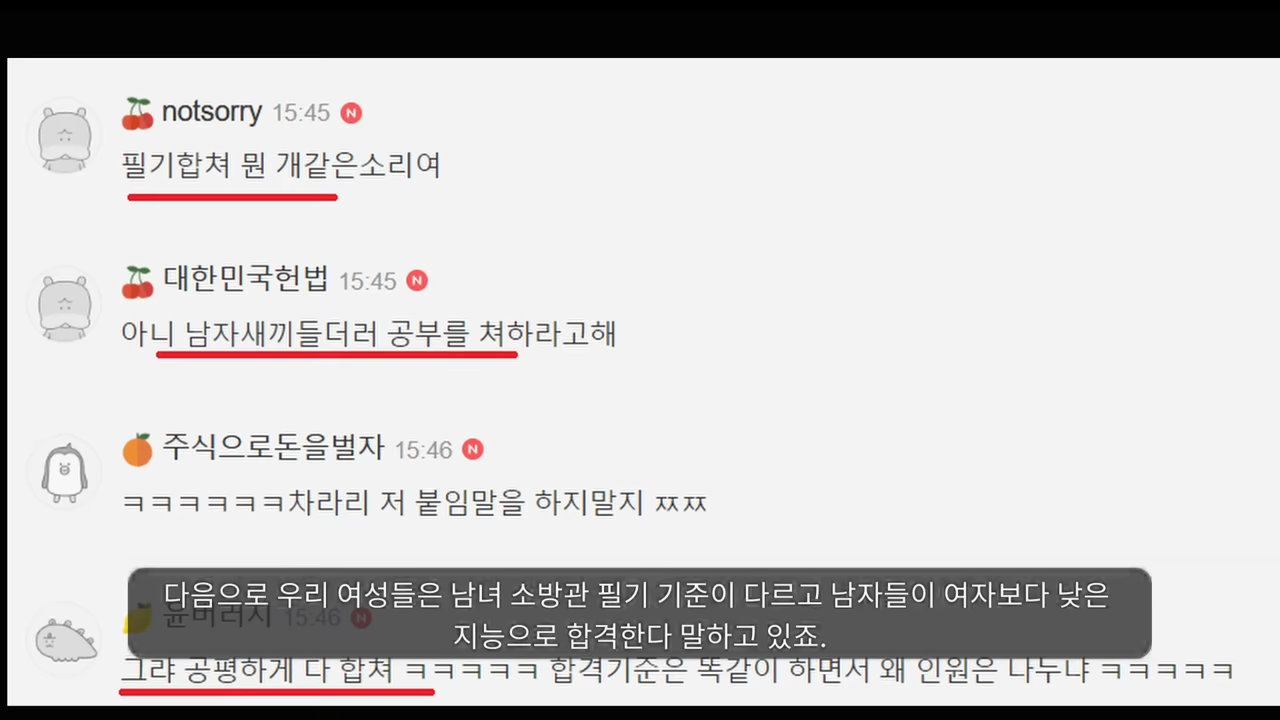 notsorry 15:45 N
필기합쳐 뭔 개같은소리여
대한민국헌법 15:45 N
아니 남자새끼들더러 공부를 쳐하라고해
주식으로돈을벌자 15:46 N
ㅋㅋㅋㅋㅋㅋ차라리 저 붙임말을 하지말지 ㅉㅉ
다음으로 우리 여성들은 남녀 소방관 필기 기준이 다르고 남자들이 여자보다 낮은
지능으로 합격한다 말하고 있죠.
15:46 N
그랴 공평하게 다 합쳐 ㅋㅋㅋㅋㅋ 합격기준은 똑같이 하면서 왜 인원은 나누냐 ㅋㅋㅋㅋㅋ